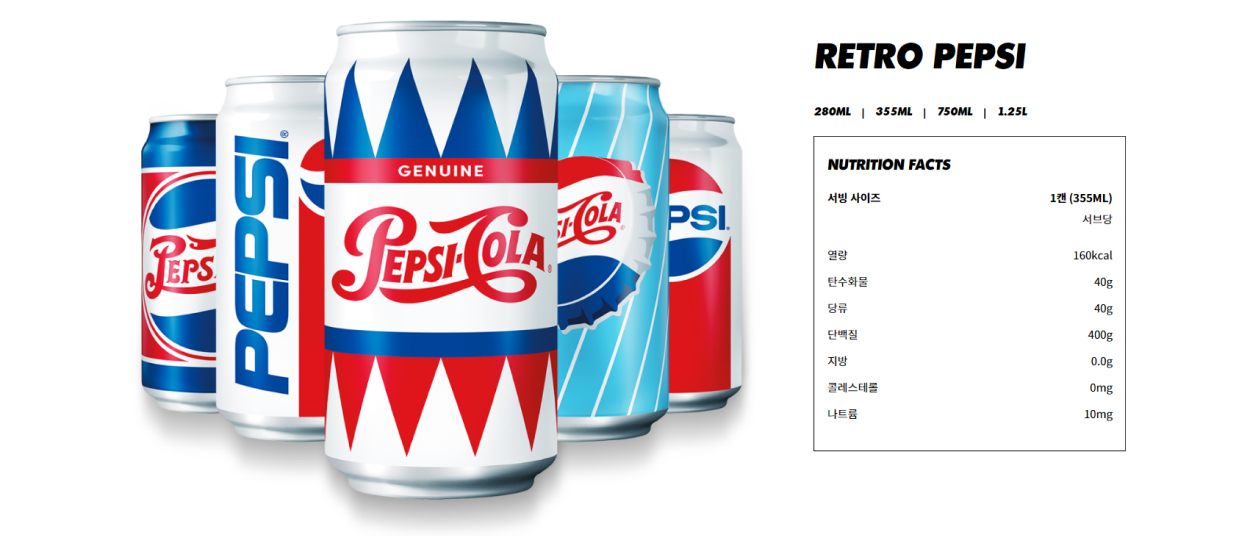 RETRO PEPSI
280ML | 355ML | 750ML | 1.25L
NUTRITION FACTS
서빙 사이즈 1캔 (355ML)
서브당
열량 160kcal
탄수화물 40g
당류 40g
단백질 400g
지방 0.0g
콜레스테롤 0mg
나트륨 10mg
PEPS
PEPSI®
GENUINE
PEPSI-COLA®
SI-COLA
PSI